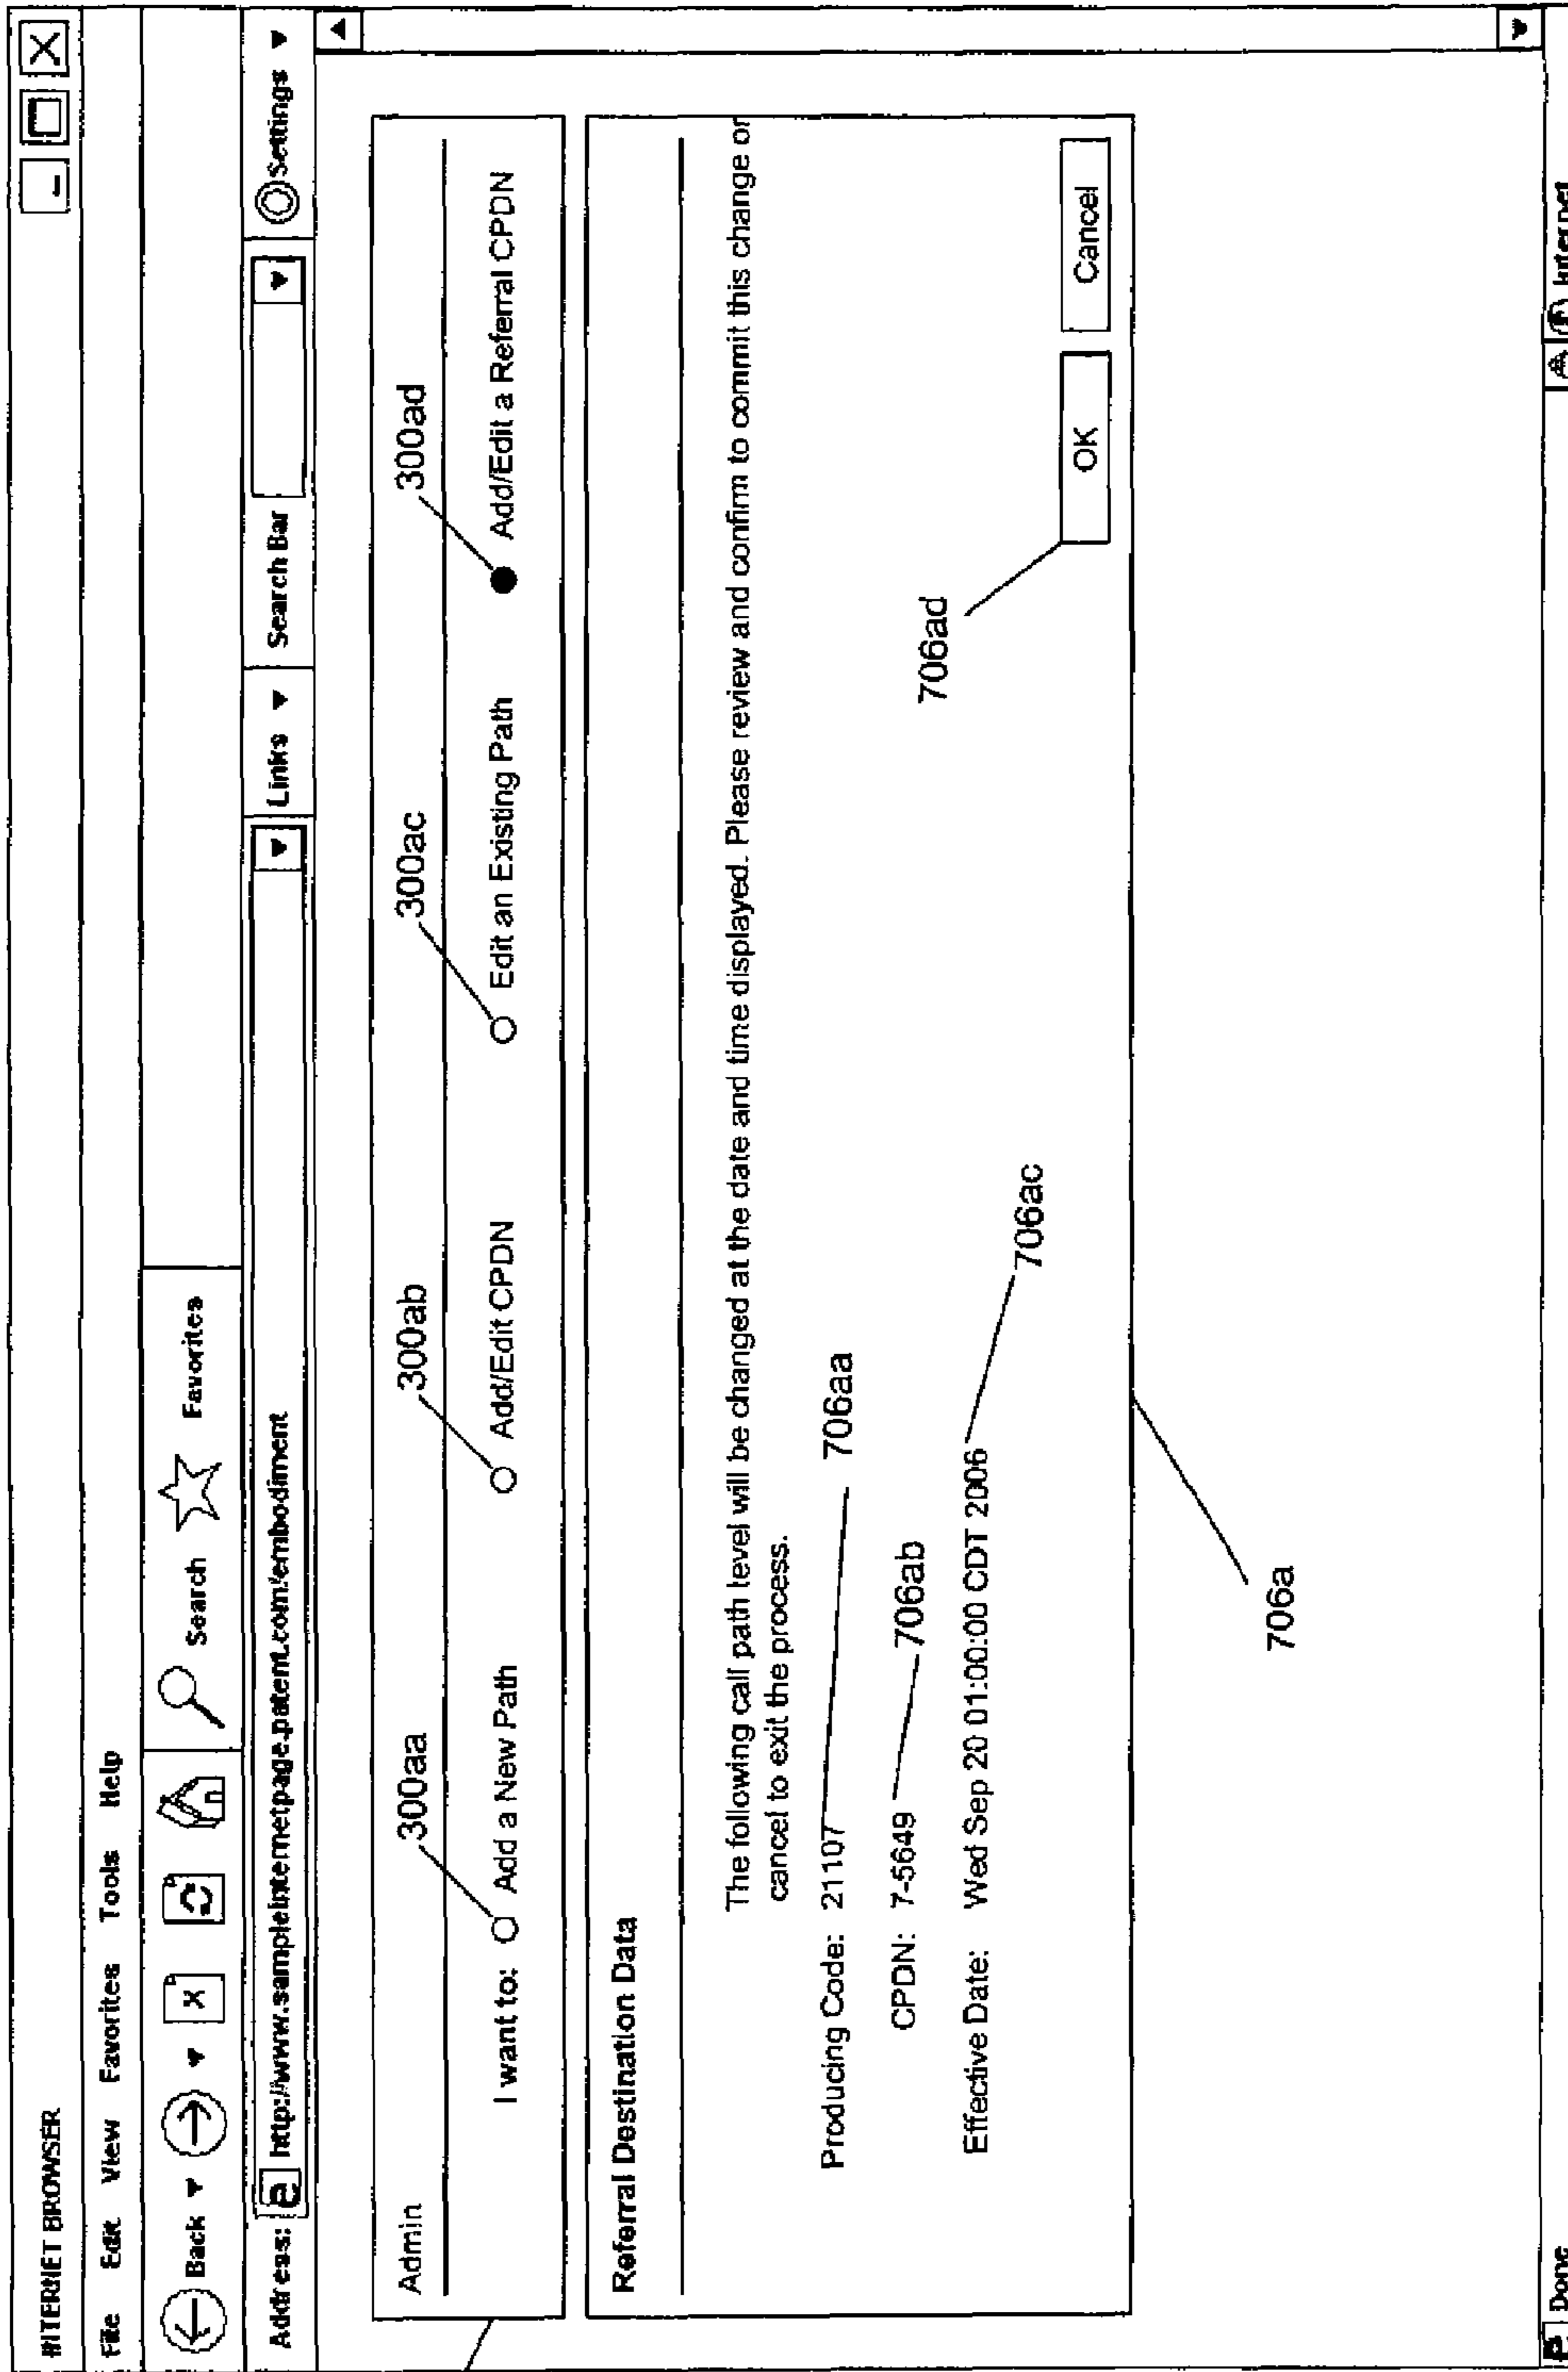 INTERNET BROWSER
File Edit View Favorites Tools Help
Back Search Favorites
Address: http://www.sampleinternetpage.patent.com/embodiment Links Search Bar Settings
Admin
300aa 300ab 300ac 300ad
I want to: Add a New Path Add/Edit CPDN Edit an Existing Path Add/Edit a Referral CPDN
Referral Destination Data
The following call path level will be changed at the date and time displayed. Please review and confirm to commit this change or
cancel to exit the process.
Producing Code: 21107 706aa
CPDN: 7-5649 706ab
Effective Date: Wed Sep 20 01:00:00 CDT 2006 706ac
706ad
OK Cancel
706a
Done Internet